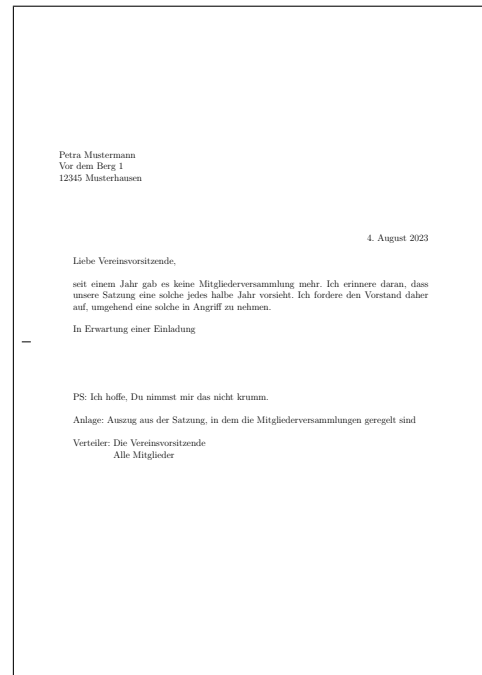 Petra Mustermann
Vor dem Berg 1
12345 Musterhausen
4. August 2023
Liebe Vereinsvorsitzende,
seit einem Jahr gab es keine Mitgliederversammlung mehr. Ich erinnere daran, dass
unsere Satzung eine solche jedes halbe Jahr vorsieht. Ich fordere den Vorstand daher
auf, umgehend eine solche in Angriff zu nehmen.
In Erwartung einer Einladung
PS: Ich hoffe, Du nimmst mir das nicht krumm.
Anlage: Auszug aus der Satzung, in dem die Mitgliederversammlungen geregelt sind
Verteiler: Die Vereinsvorsitzende
Alle Mitglieder